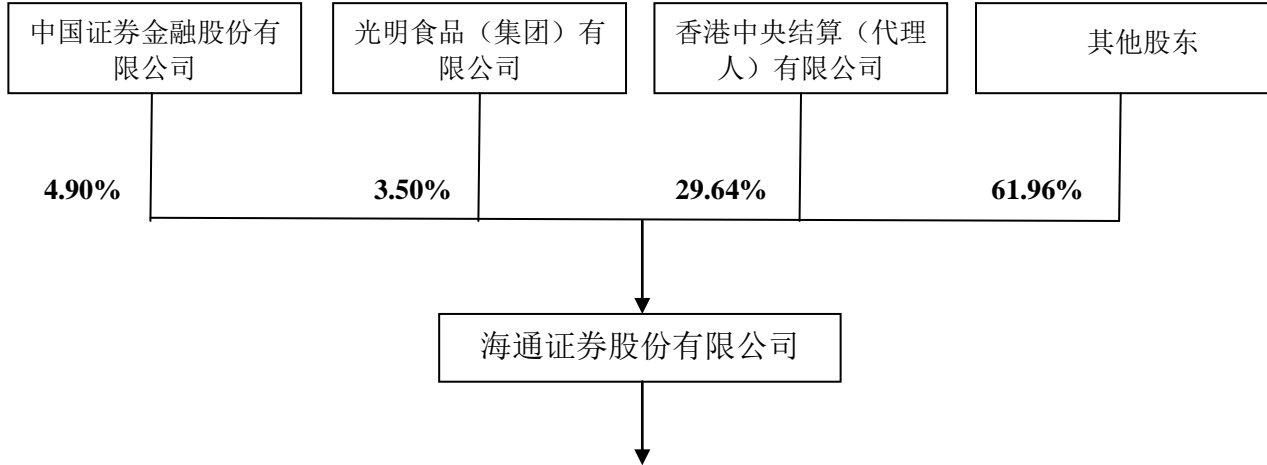 中国证券金融股份有
限公司
光明食品（集团）有
限公司
香港中央结算（代理
人）有限公司
其他股东
4.90%
3.50%
29.64%
61.96%
海通证券股份有限公司